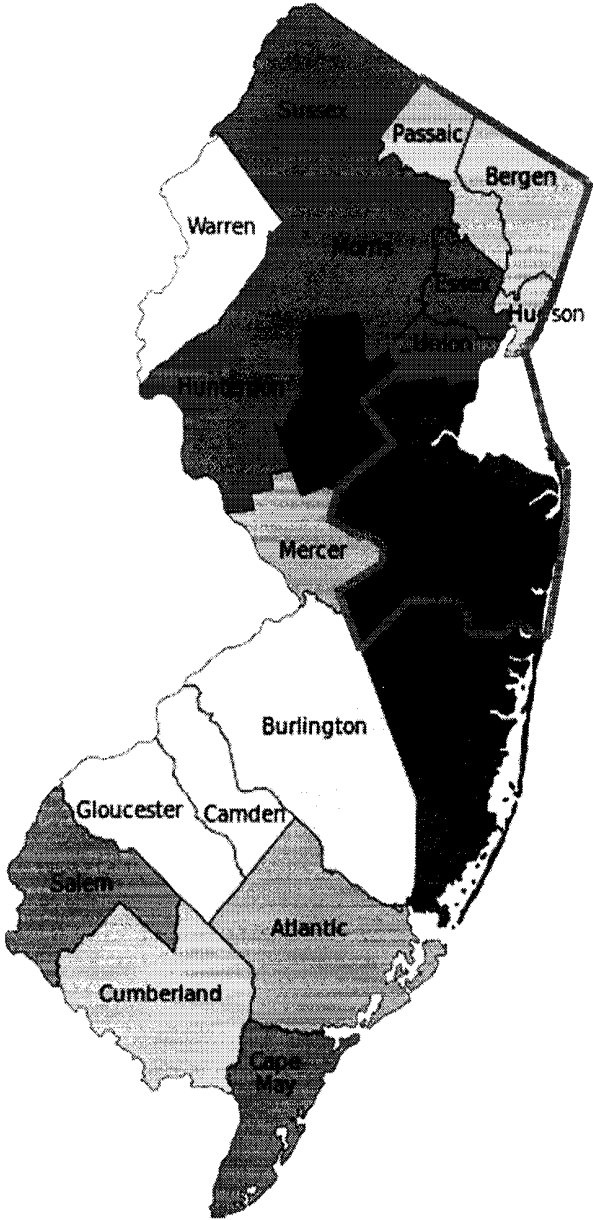 Sussex
Passaic
Bergen
Warren
Morris
Essex
Hudson
Union
Hunterdon
Mercer
Burlington
Gloucester
Camden
Salem
Atlantic
Cumberland
Cape
May